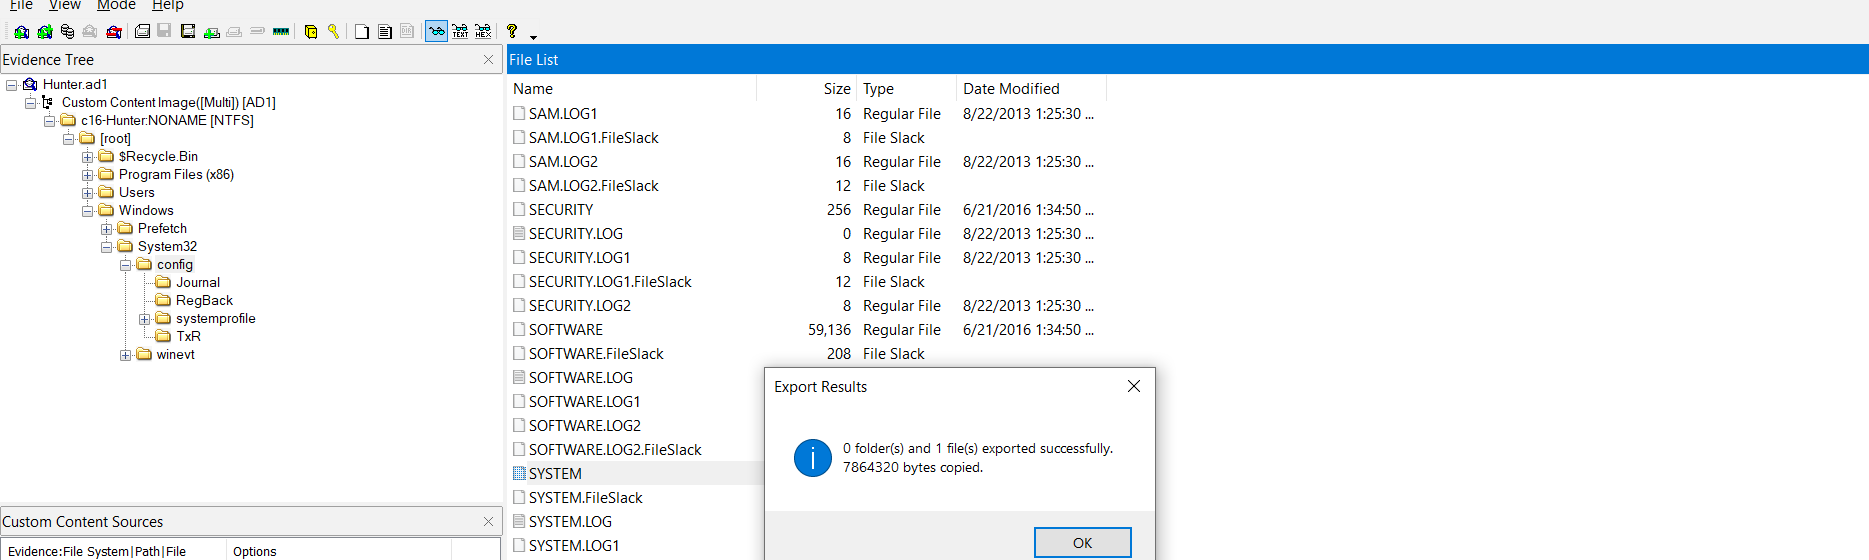 File View Mode Help
TEXT HEX DIR ?
Evidence Tree
Hunter.ad1
Custom Content Image([Multi]) [AD1]
c16-Hunter:NONAME [NTFS]
[root]
$Recycle.Bin
Program Files (x86)
Users
Windows
Prefetch
System32
config
Journal
RegBack
systemprofile
TxR
winevt
Custom Content Sources
Evidence:File System|Path|File Options
File List
Name Size Type Date Modified
SAM.LOG1 16 Regular File 8/22/2013 1:25:30 ...
SAM.LOG1.FileSlack 8 File Slack
SAM.LOG2 16 Regular File 8/22/2013 1:25:30 ...
SAM.LOG2.FileSlack 12 File Slack
SECURITY 256 Regular File 6/21/2016 1:34:50 ...
SECURITY.LOG 0 Regular File 8/22/2013 1:25:30 ...
SECURITY.LOG1 8 Regular File 8/22/2013 1:25:30 ...
SECURITY.LOG1.FileSlack 12 File Slack
SECURITY.LOG2 8 Regular File 8/22/2013 1:25:30 ...
SOFTWARE 59,136 Regular File 6/21/2016 1:34:50 ...
SOFTWARE.FileSlack 208 File Slack
SOFTWARE.LOG
SOFTWARE.LOG1
SOFTWARE.LOG2
SOFTWARE.LOG2.FileSlack
SYSTEM
SYSTEM.FileSlack
SYSTEM.LOG
SYSTEM.LOG1
Export Results
0 folder(s) and 1 file(s) exported successfully.
7864320 bytes copied.
OK